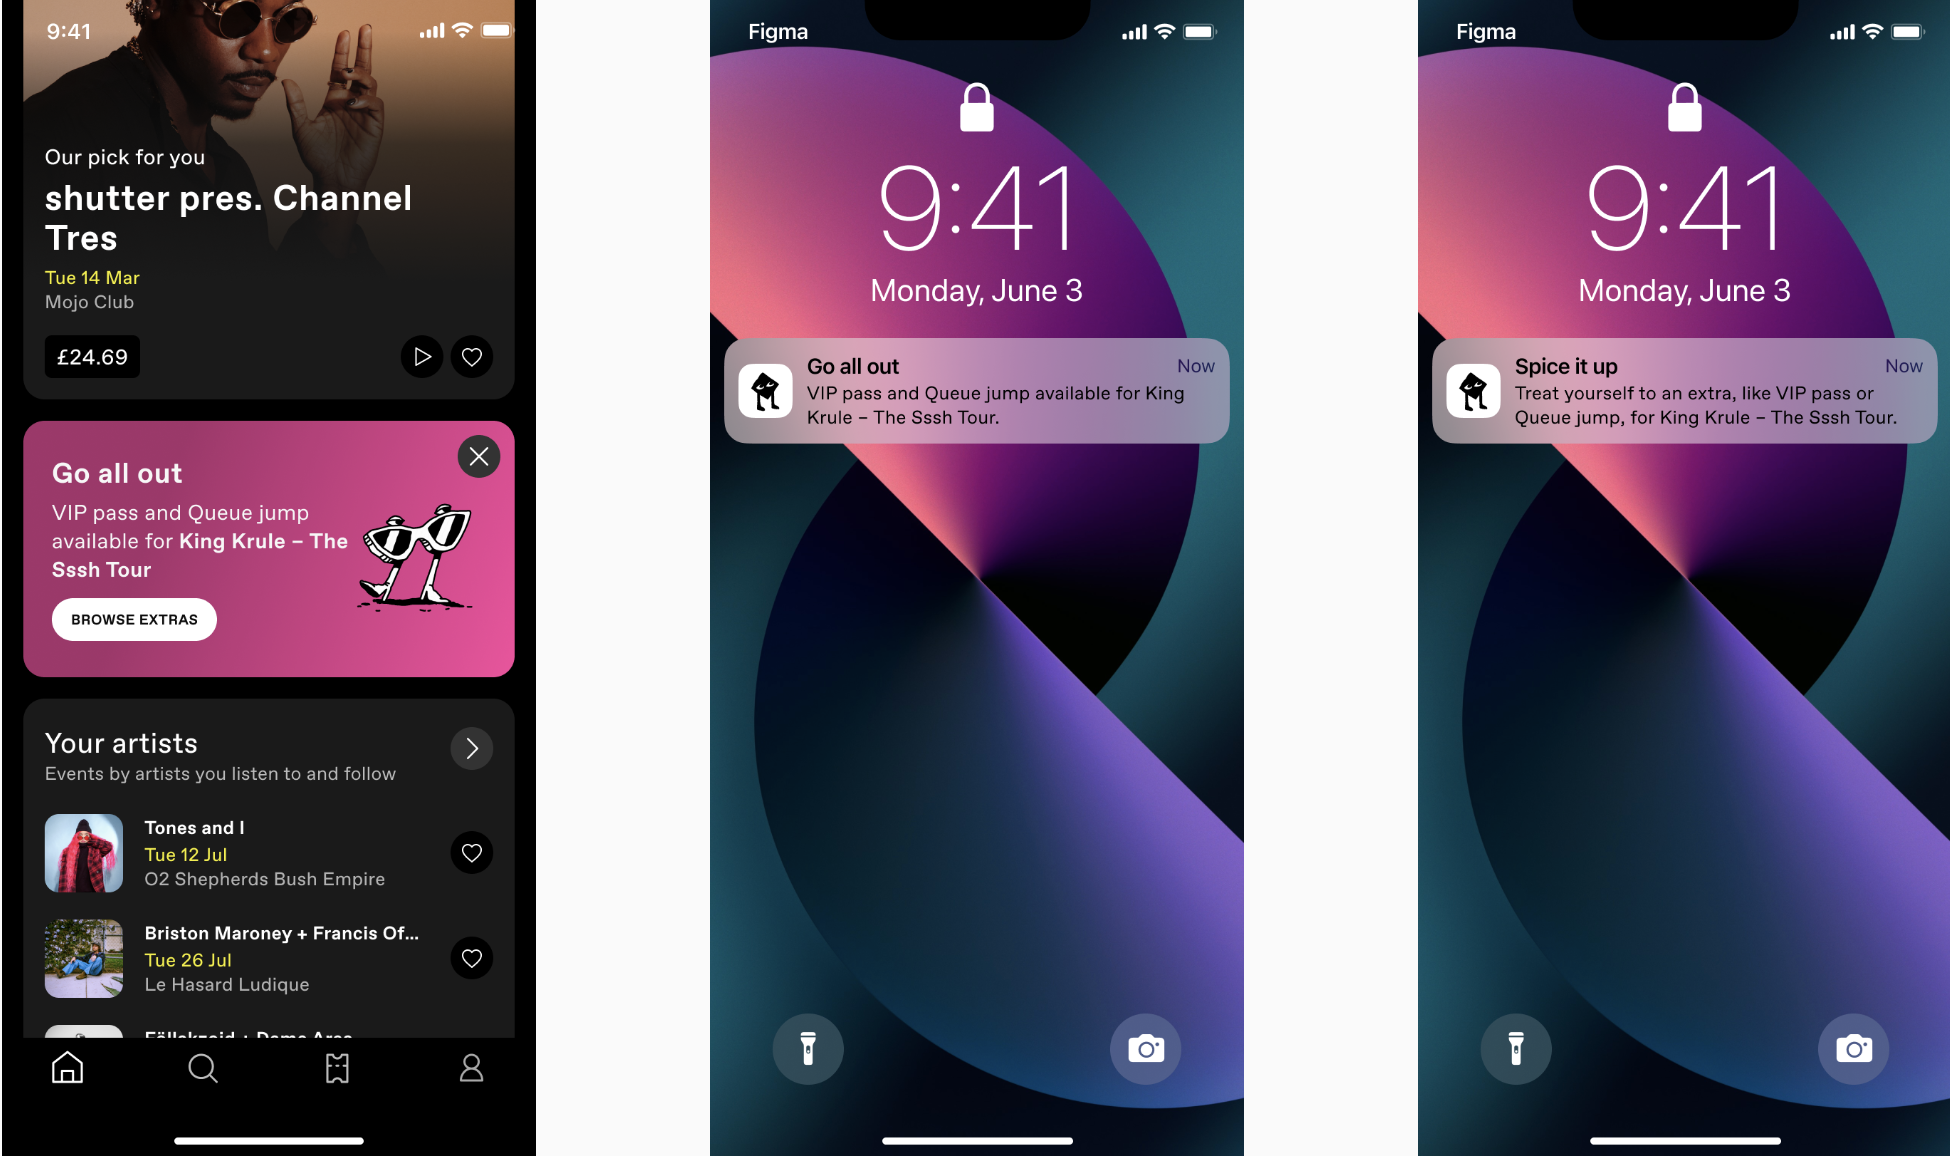 9:41
Our pick for you
shutter pres. Channel
Tres
Tue 14 Mar
Mojo Club
£24.69
Go all out
VIP pass and Queue jump
available for King Krule – The
Sssh Tour
BROWSE EXTRAS
Your artists
Events by artists you listen to and follow
Tones and I
Tue 12 Jul
O2 Shepherds Bush Empire
Briston Maroney + Francis Of...
Tue 26 Jul
Le Hasard Ludique
Figma
9:41
Monday, June 3
Go all out
Now
VIP pass and Queue jump available for King
Krule – The Sssh Tour.
Figma
9:41
Monday, June 3
Spice it up
Now
Treat yourself to an extra, like VIP pass or
Queue jump, for King Krule – The Sssh Tour.